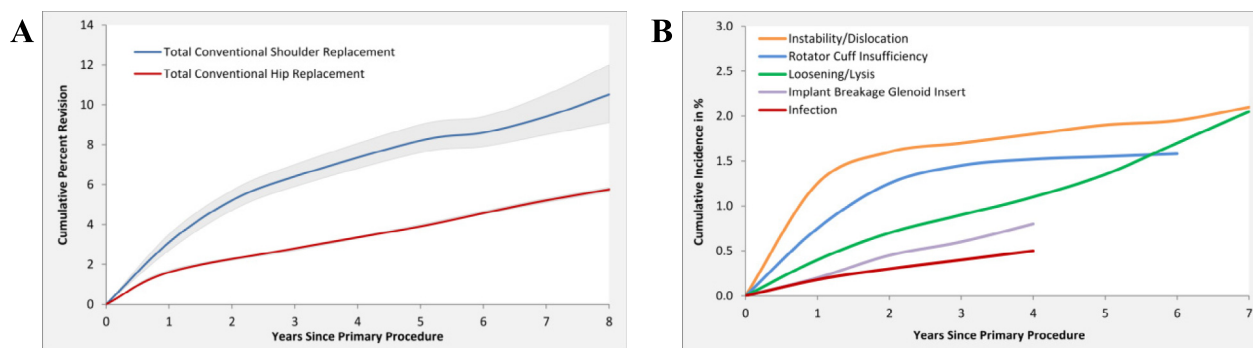 A
14
12
10
8
6
4
2
0
Cumulative Percent Revision
Total Conventional Shoulder Replacement
Total Conventional Hip Replacement
0 1 2 3 4 5 6 7 8
Years Since Primary Procedure
B
3.0
2.5
2.0
1.5
1.0
0.5
0.0
Cumulative Incidence in %
Instability/Dislocation
Rotator Cuff Insufficiency
Loosening/Lysis
Implant Breakage Glenoid Insert
Infection
0 1 2 3 4 5 6 7
Years Since Primary Procedure